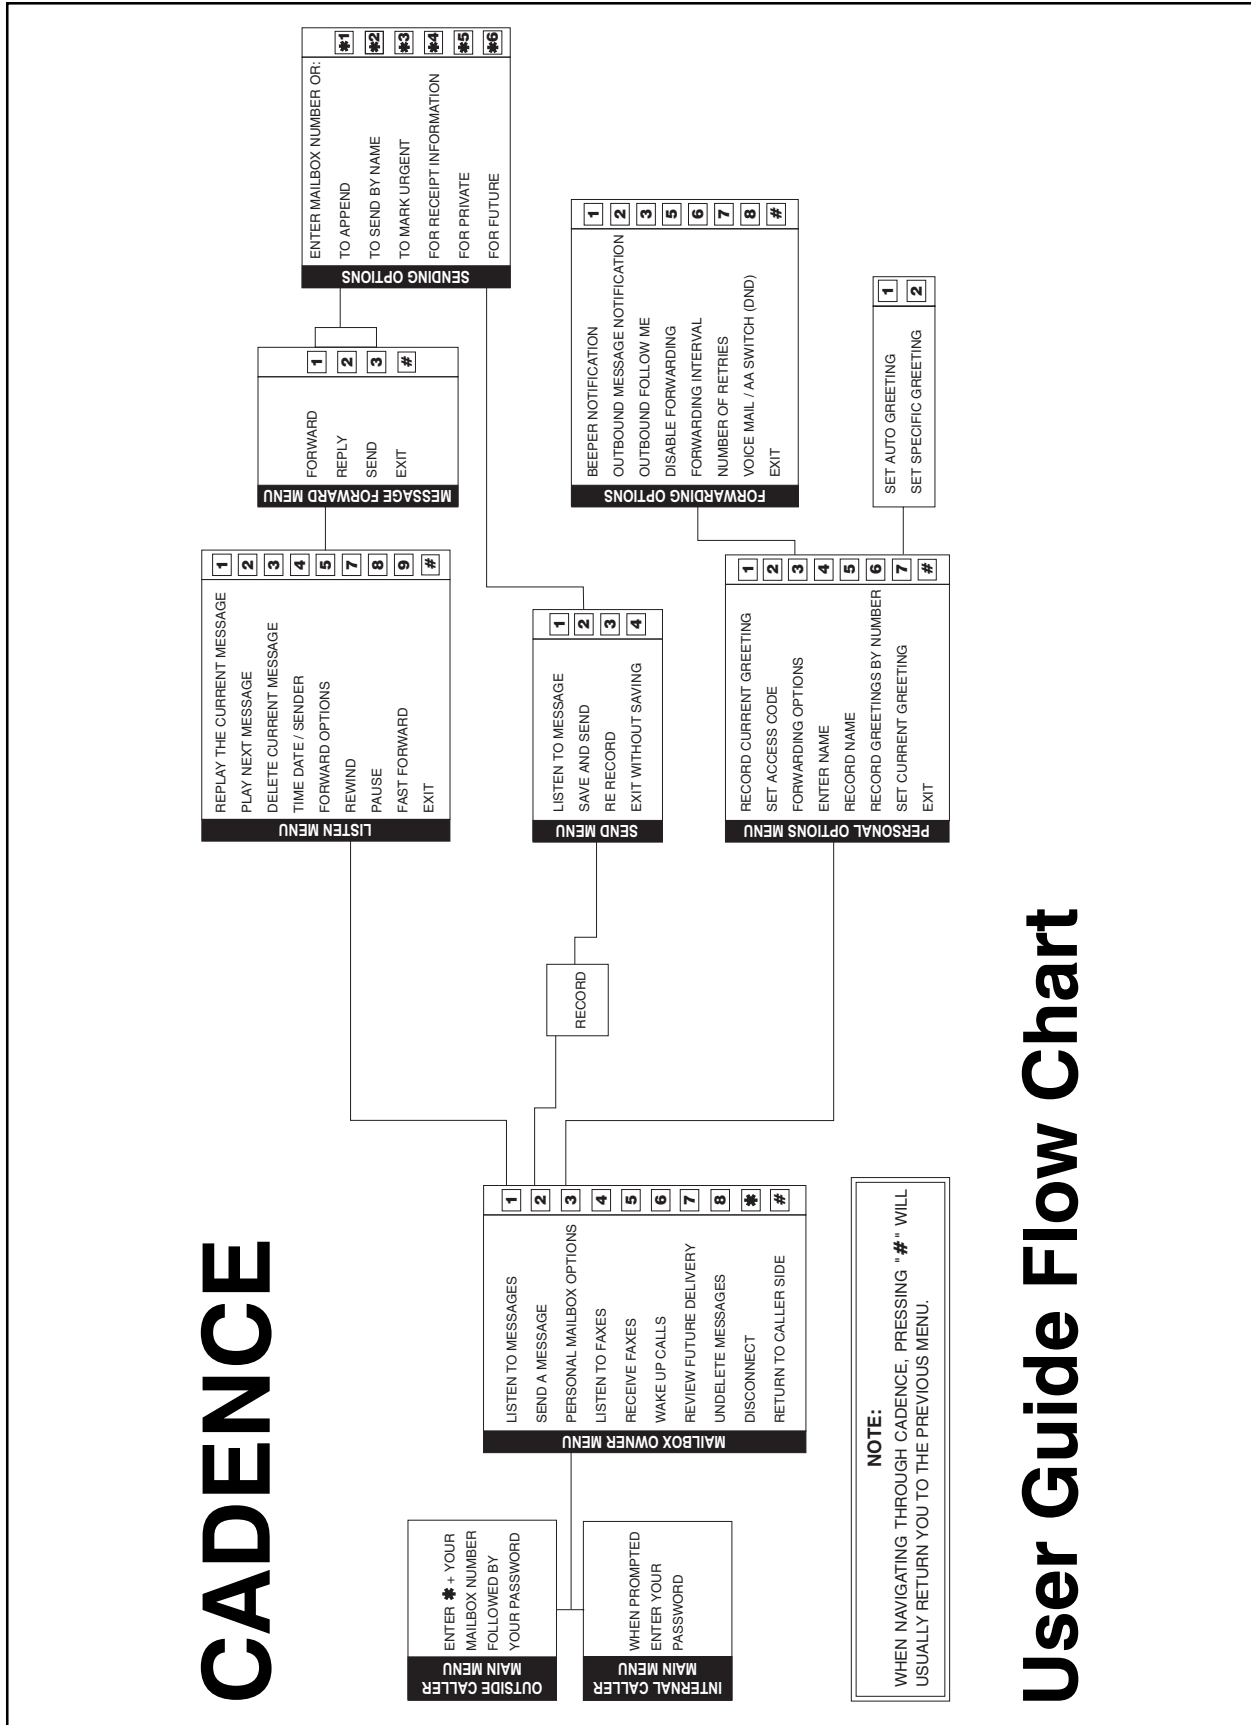 CADENCE
OUTSIDE CALLER
MAIN MENU
ENTER ✱ + YOUR
MAILBOX NUMBER
FOLLOWED BY
YOUR PASSWORD
INTERNAL CALLER
MAIN MENU
WHEN PROMPTED
ENTER YOUR
PASSWORD
MAILBOX OWNER MENU
LISTEN TO MESSAGES 1
SEND A MESSAGE 2
PERSONAL MAILBOX OPTIONS 3
LISTEN TO FAXES 4
RECEIVE FAXES 5
WAKE UP CALLS 6
REVIEW FUTURE DELIVERY 7
UNDELETE MESSAGES 8
DISCONNECT ✱
RETURN TO CALLER SIDE #
LISTEN MENU
REPLAY THE CURRENT MESSAGE 1
PLAY NEXT MESSAGE 2
DELETE CURRENT MESSAGE 3
TIME DATE / SENDER 4
FORWARD OPTIONS 5
REWIND 7
PAUSE 8
FAST FORWARD 9
EXIT #
MESSAGE FORWARD MENU
FORWARD 1
REPLY 2
SEND 3
EXIT #
SENDING OPTIONS
ENTER MAILBOX NUMBER OR:
TO APPEND ✱1
TO SEND BY NAME ✱2
TO MARK URGENT ✱3
FOR RECEIPT INFORMATION ✱4
FOR PRIVATE ✱5
FOR FUTURE ✱6
RECORD
SEND MENU
LISTEN TO MESSAGE 1
SAVE AND SEND 2
RE RECORD 3
EXIT WITHOUT SAVING 4
PERSONAL OPTIONS MENU
RECORD CURRENT GREETING 1
SET ACCESS CODE 2
FORWARDING OPTIONS 3
ENTER NAME 4
RECORD NAME 5
RECORD GREETINGS BY NUMBER 6
SET CURRENT GREETING 7
EXIT #
FORWARDING OPTIONS
BEEPER NOTIFICATION 1
OUTBOUND MESSAGE NOTIFICATION 2
OUTBOUND FOLLOW ME 3
DISABLE FORWARDING 5
FORWARDING INTERVAL 6
NUMBER OF RETRIES 7
VOICE MAIL / AA SWITCH (DND) 8
EXIT #
SET AUTO GREETING 1
SET SPECIFIC GREETING 2
NOTE:
WHEN NAVIGATING THROUGH CADENCE, PRESSING "#" WILL
USUALLY RETURN YOU TO THE PREVIOUS MENU.
User Guide Flow Chart